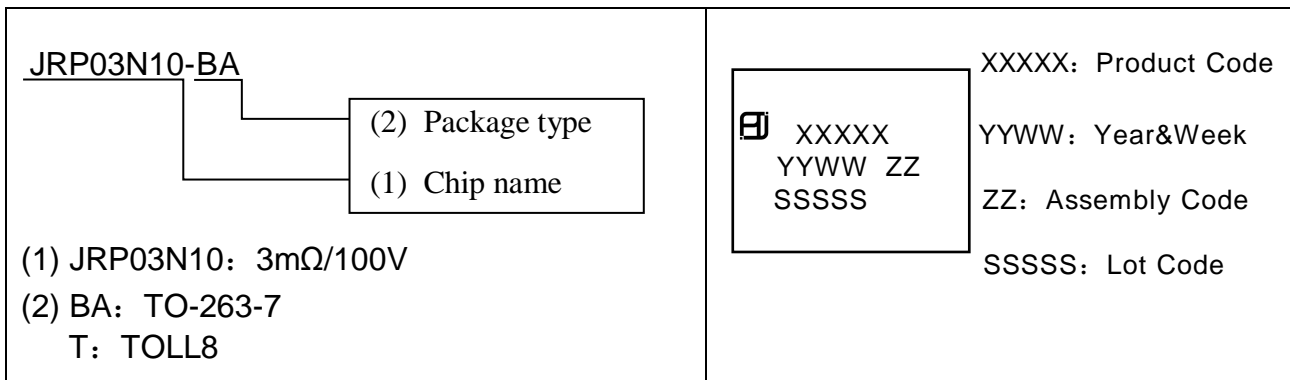 JRP03N10-BA
(2) Package type
(1) Chip name
(1) JRP03N10：3mΩ/100V
(2) BA：TO-263-7
T：TOLL8
XXXXX
YYWW ZZ
SSSSS
XXXXX：Product Code
YYWW：Year&Week
ZZ：Assembly Code
SSSSS：Lot Code